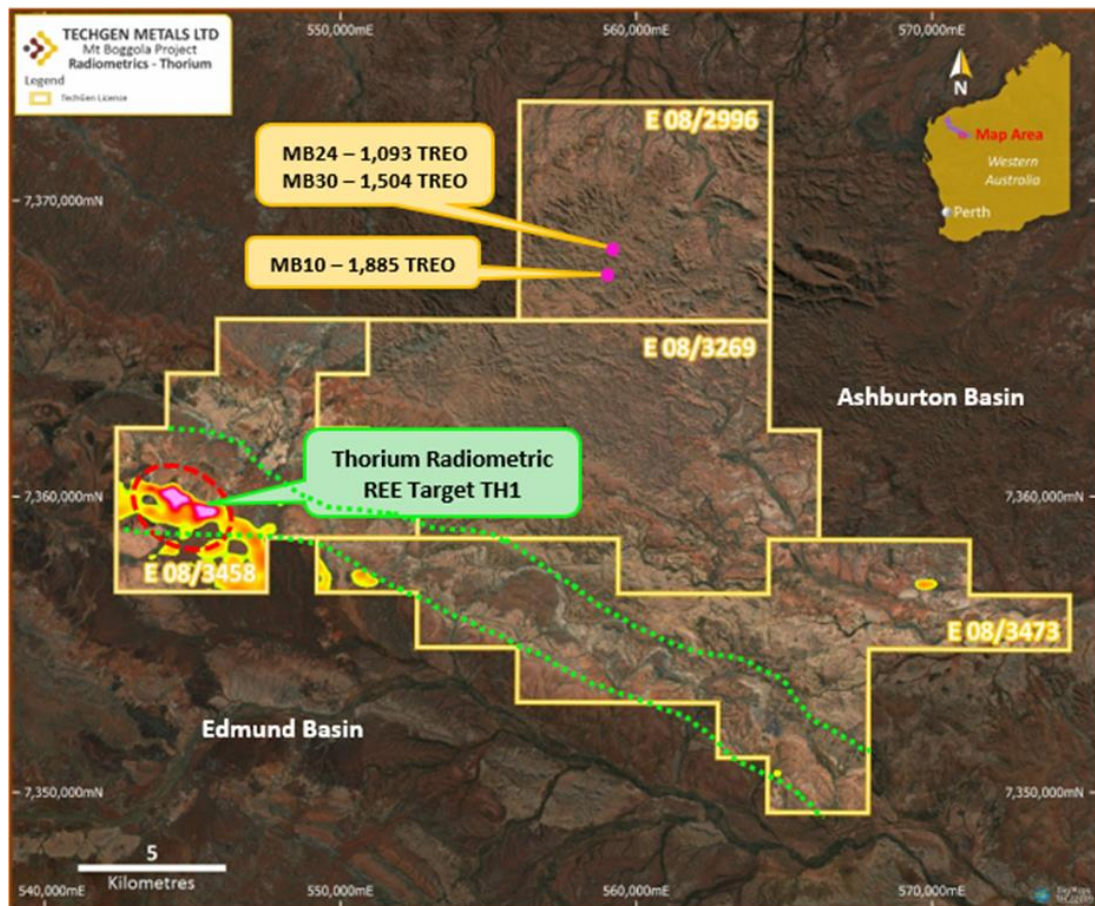 TECHGEN METALS LTD
Mt Boggola Project
Radiometrics - Thorium
Legend
TechGen License
550,000mE
560,000mE
570,000mE
N
Map Area
Western
Australia
Perth
E 08/2996
MB24 – 1,093 TREO
MB30 – 1,504 TREO
7,370,000mN
MB10 – 1,885 TREO
E 08/3269
Ashburton Basin
Thorium Radiometric
REE Target TH1
7,360,000mN
7,360,000mN
E 08/3458
E 08/3473
Edmund Basin
7,350,000mN
7,350,000mN
5
Kilometres
540,000mE
550,000mE
560,000mE
570,000mE